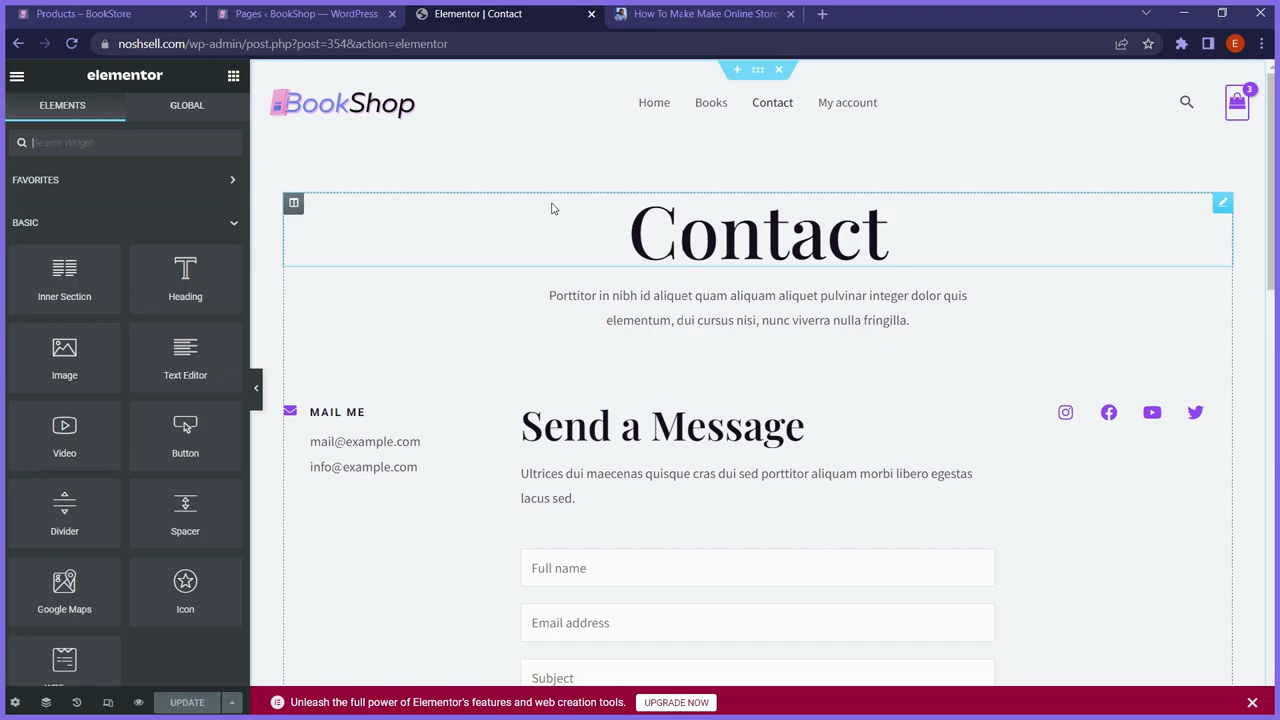 Products – BookStore
Pages ‹ BookShop — WordPress
Elementor | Contact
How To Make Make Online Store
noshsell.com/wp-admin/post.php?post=354&action=elementor
E
elementor
ELEMENTS
GLOBAL
Search Widget...
FAVORITES
BASIC
Inner Section
Heading
Image
Text Editor
Video
Button
Divider
Spacer
Google Maps
Icon
UPDATE
BookShop
Home
Books
Contact
My account
3
Contact
Porttitor in nibh id aliquet quam aliquam aliquet pulvinar integer dolor quis
elementum, dui cursus nisi, nunc viverra nulla fringilla.
MAIL ME
mail@example.com
info@example.com
Send a Message
Ultrices dui maecenas quisque cras dui sed porttitor aliquam morbi libero egestas
lacus sed.
Full name
Email address
Subject
Unleash the full power of Elementor's features and web creation tools.
UPGRADE NOW